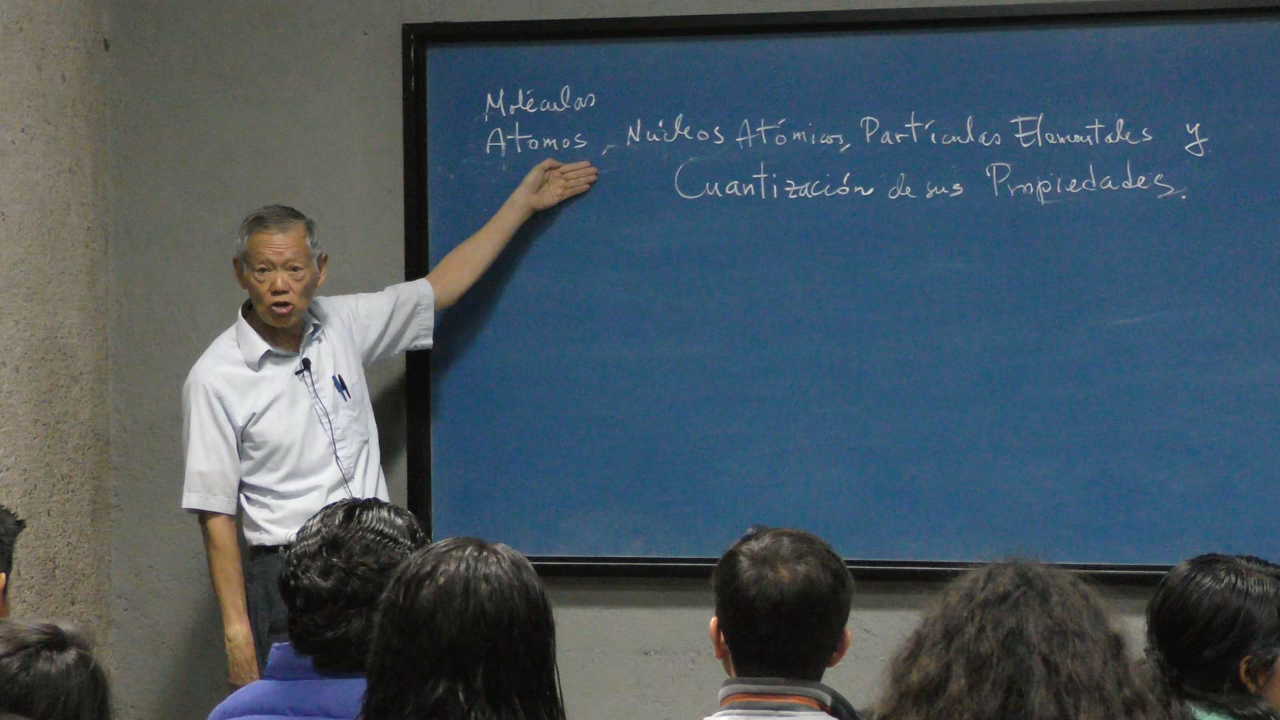 Moléculas
Atomos, Núcleos Atómicos, Partículas Elementales y
Cuantización de sus Propiedades.